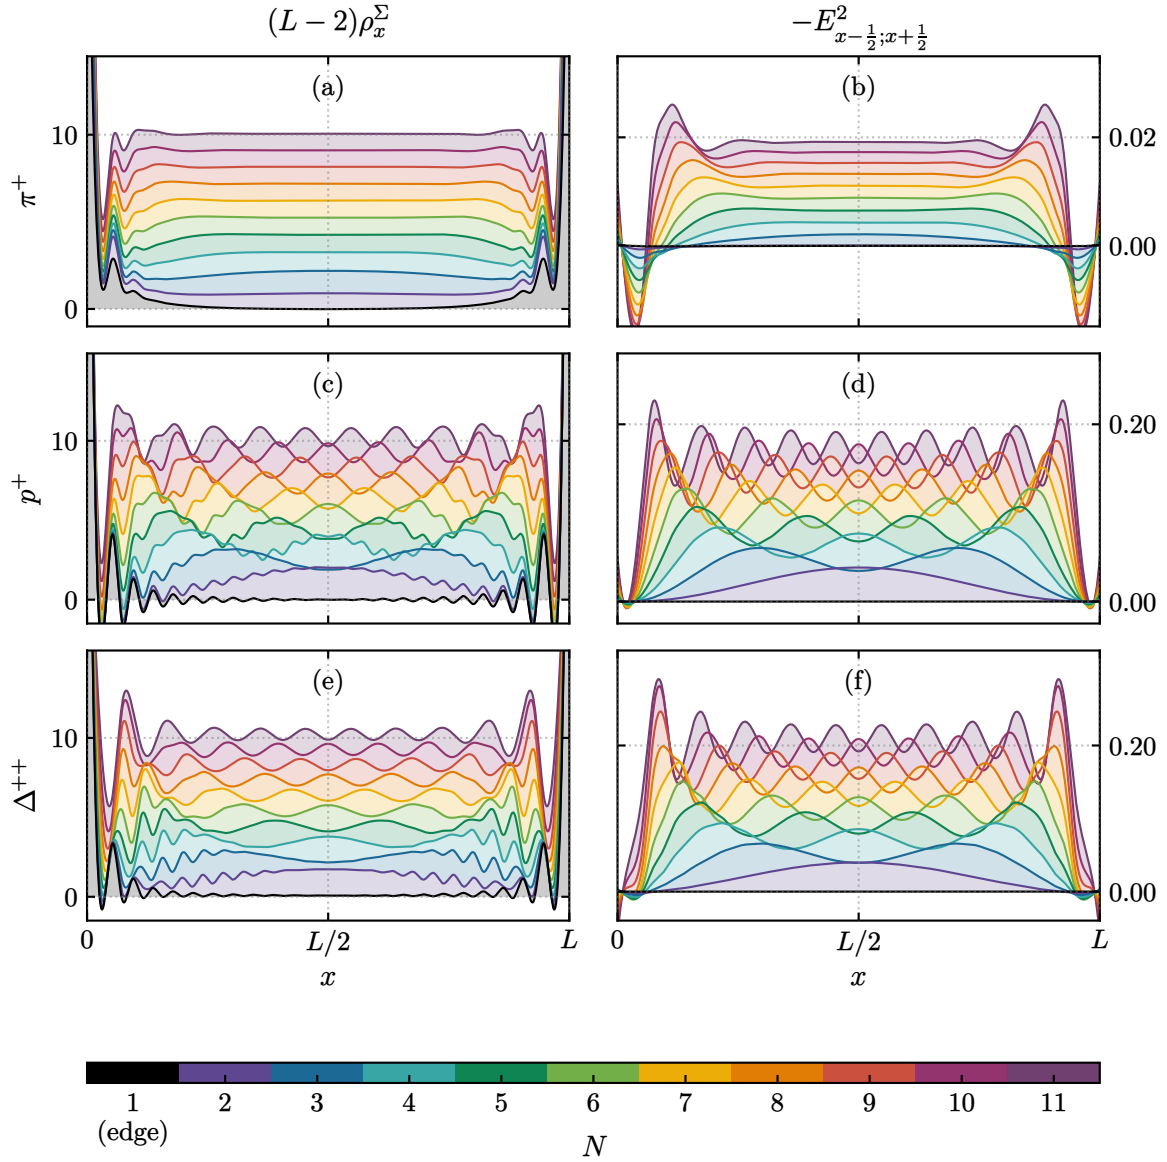 (L − 2)ρ_x^Σ
−E²_{x−1/2;x+1/2}
(a)
(b)
10
0
π⁺
0.02
0.00
(c)
(d)
10
0
p⁺
0.20
0.00
(e)
(f)
10
0
Δ⁺⁺
0.20
0.00
0 L/2 L
0 L/2 L
x
x
1 2 3 4 5 6 7 8 9 10 11
(edge)
N